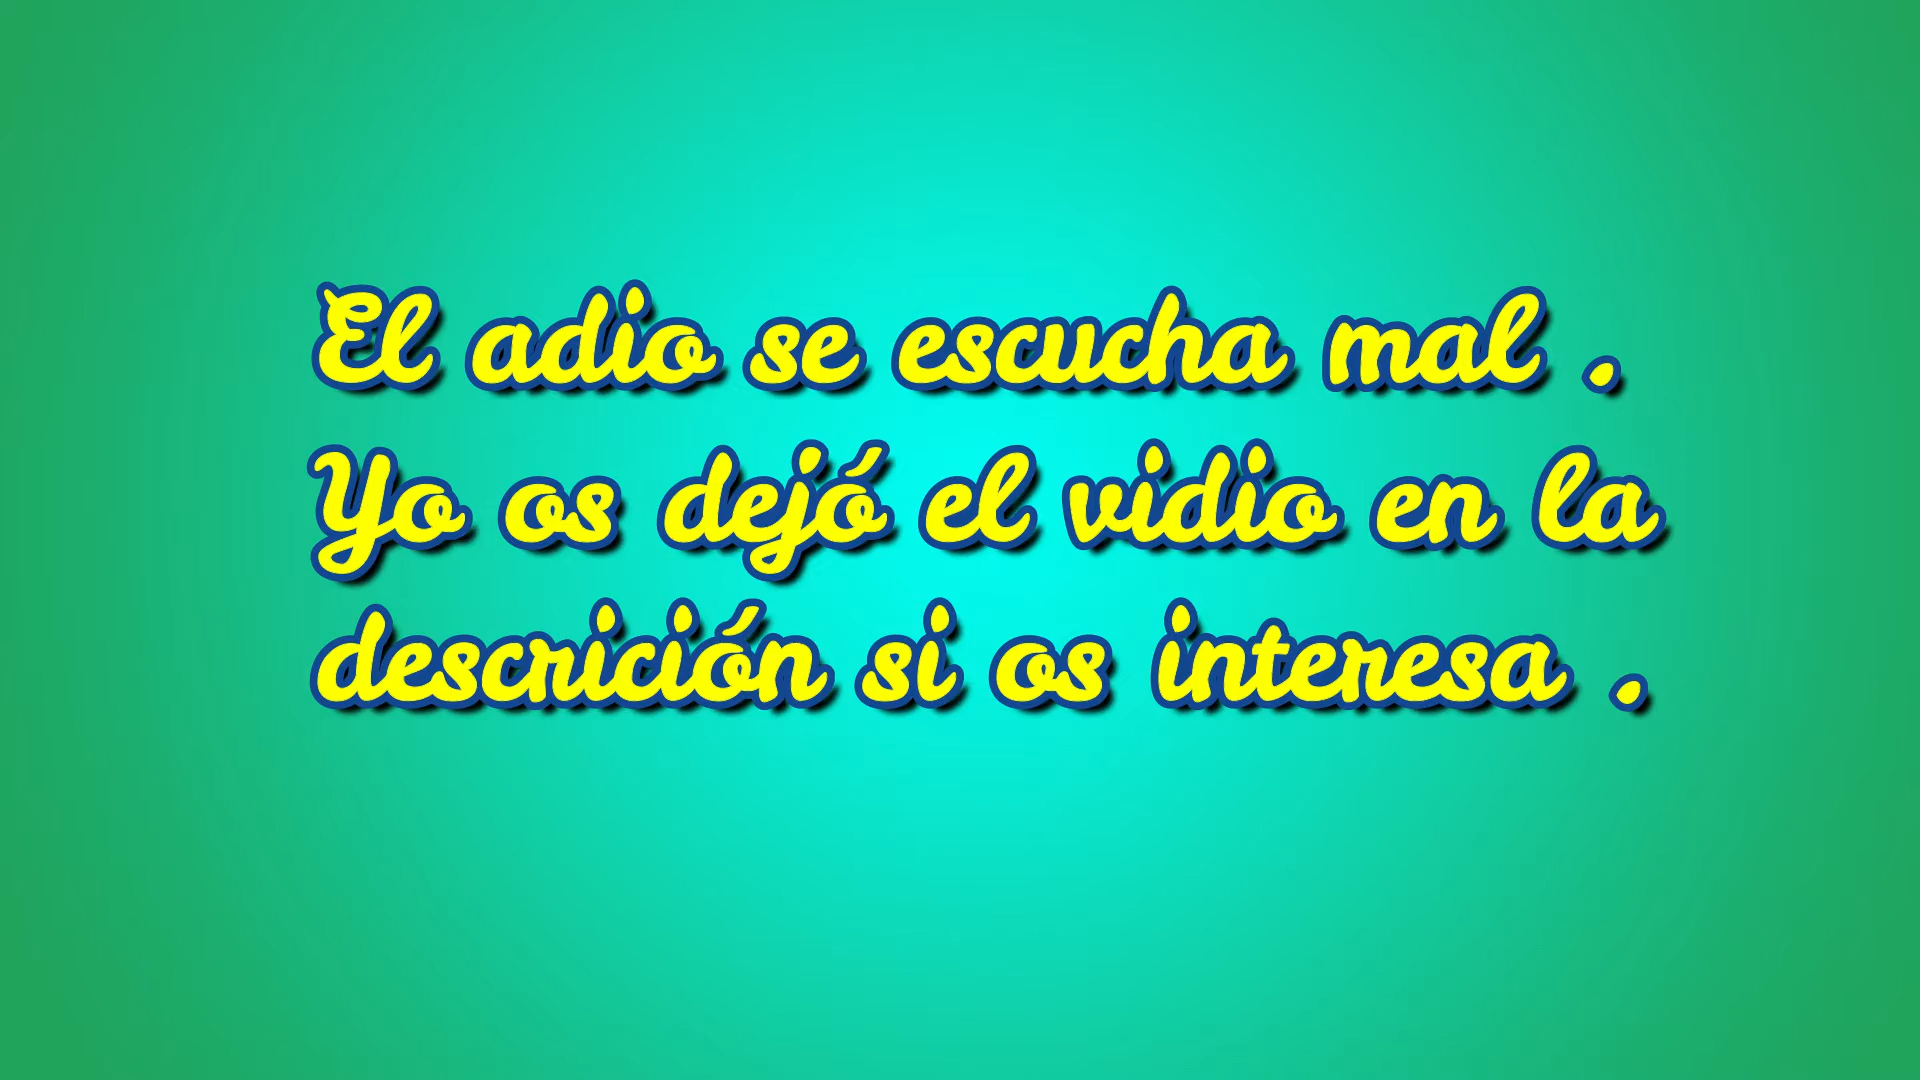 El adio se escucha mal .
Yo os dejó el vidio en la
descrición si os interesa .